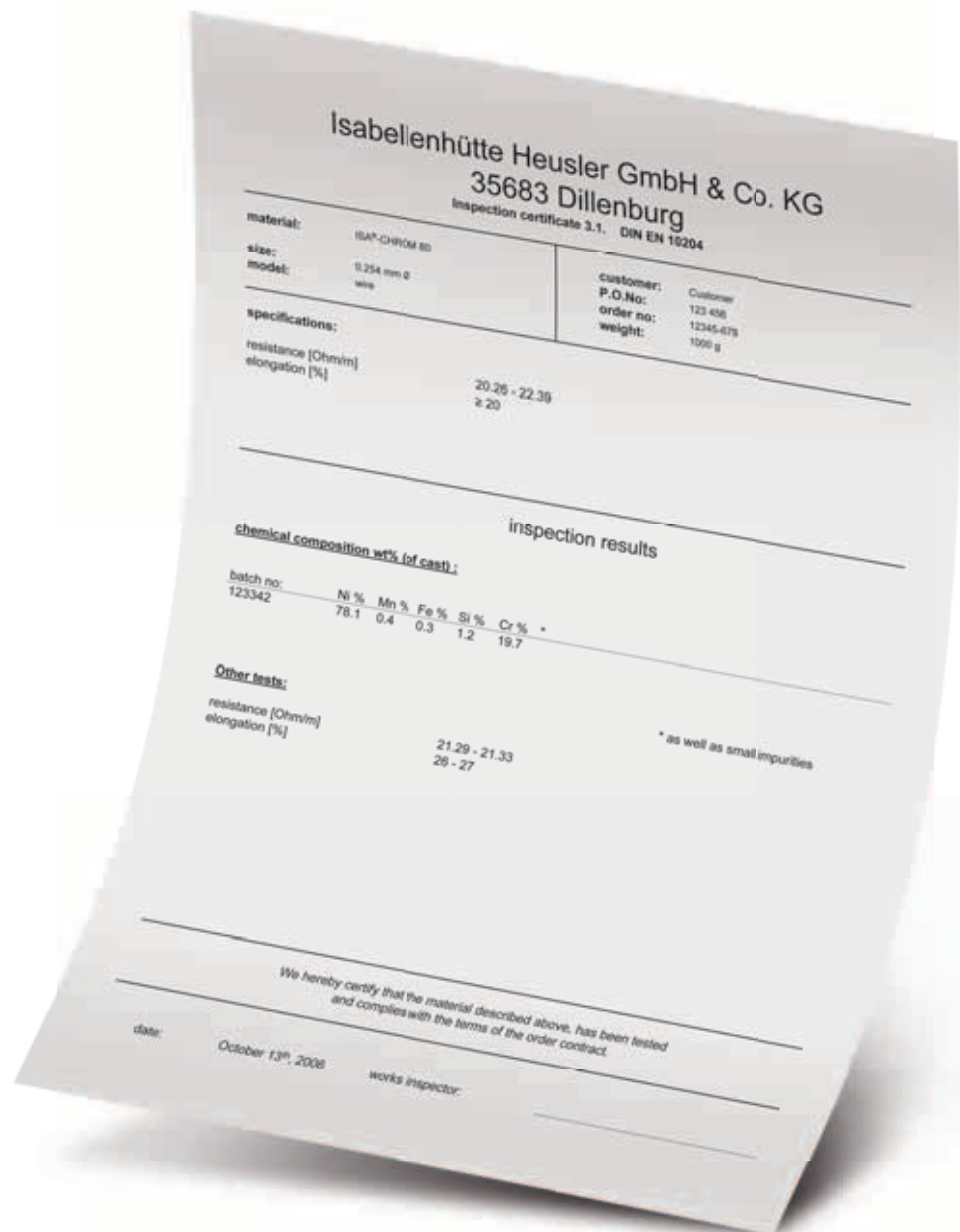 Isabellenhütte Heusler GmbH & Co. KG
35683 Dillenburg
Inspection certificate 3.1, DIN EN 10204
material: ISA®-CHROM 80
size: 0.254 mm Ø
model: wire
customer: Customer
P.O.No: 123 456
order no: 12345-678
weight: 1000 g
specifications:
resistance [Ohm/m] 20.26 - 22.39
elongation [%] ≥ 20
inspection results
chemical composition wt% (of cast) :
batch no: Ni % Mn % Fe % Si % Cr % *
123342 78.1 0.4 0.3 1.2 19.7
* as well as small impurities
Other tests:
resistance [Ohm/m] 21.29 - 21.33
elongation [%] 26 - 27
We hereby certify that the material described above, has been tested
and complies with the terms of the order contract.
date: October 13th, 2006 works inspector: